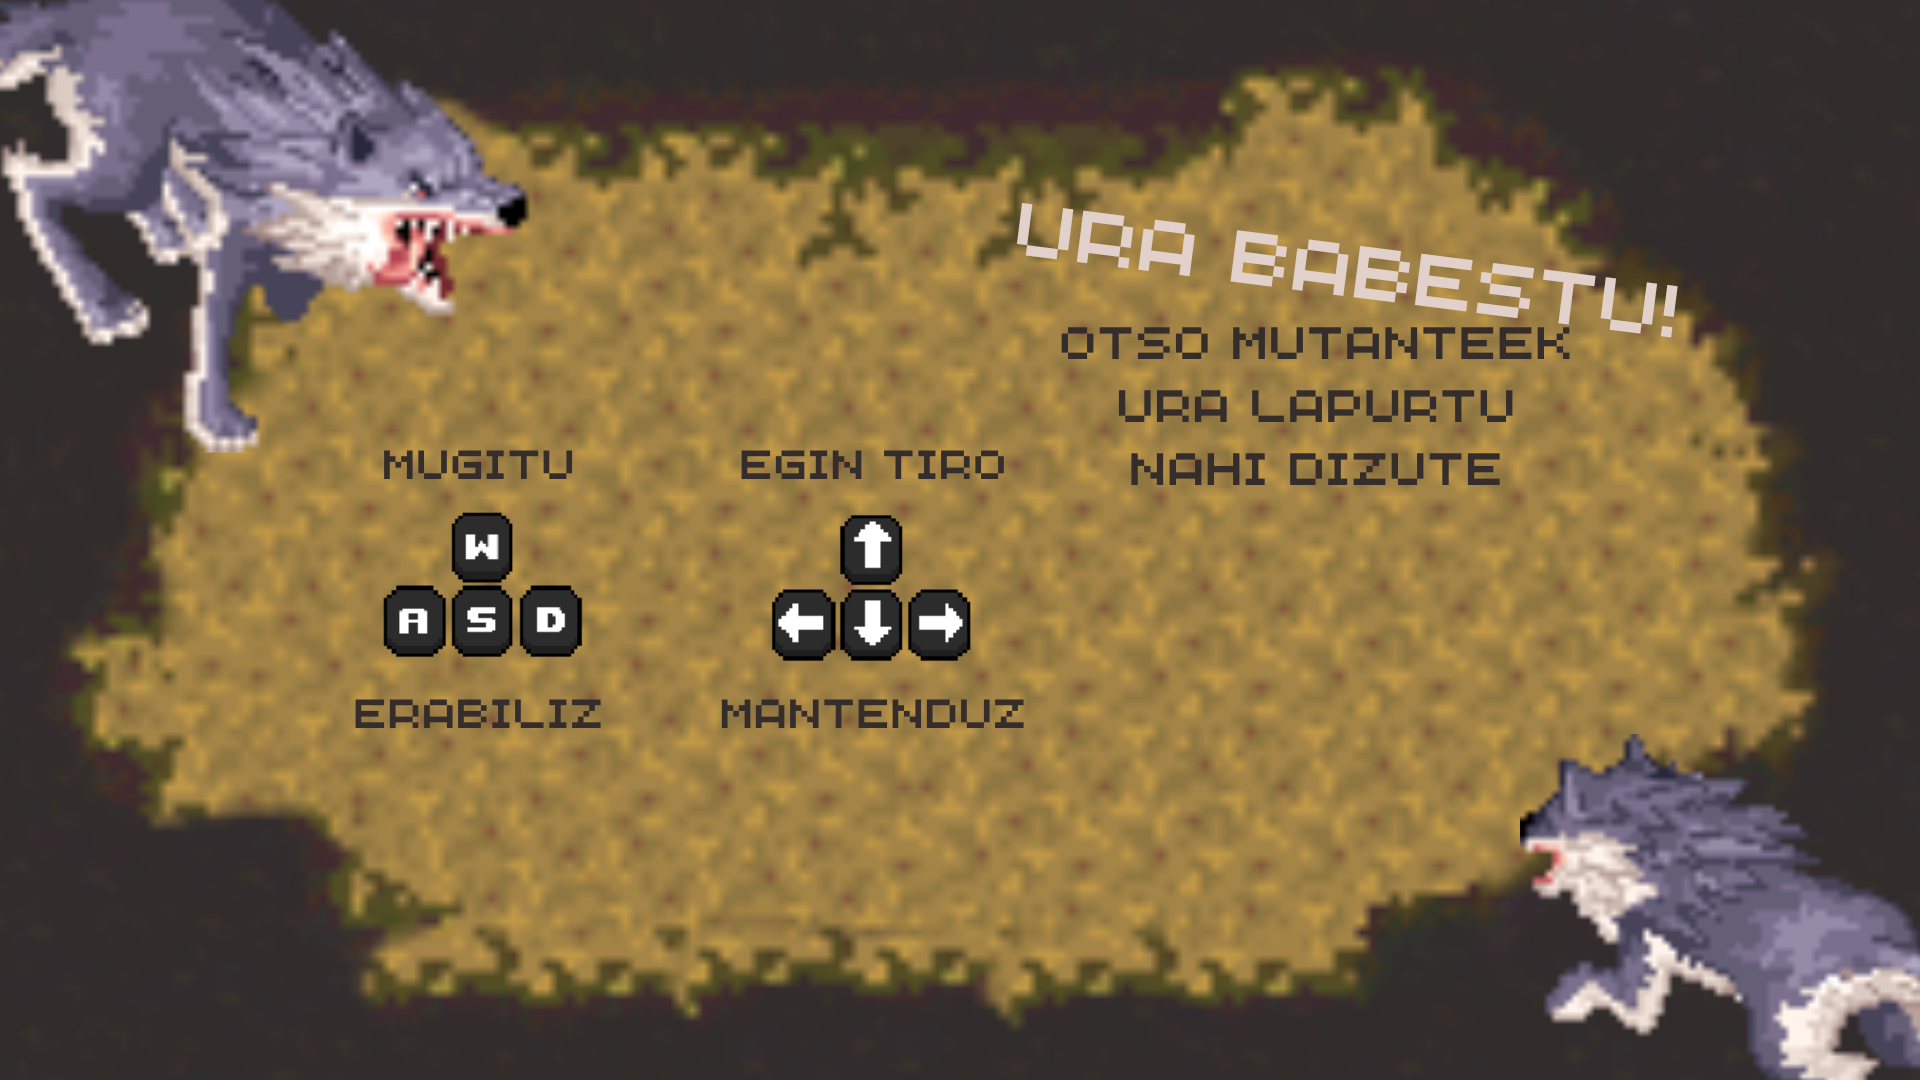 URA BABESTU!
OTSO MUTANTEEK
URA LAPURTU
NAHI DIZUTE
MUGITU
W
A S D
ERABILIZ
EGIN TIRO
MANTENDUZ